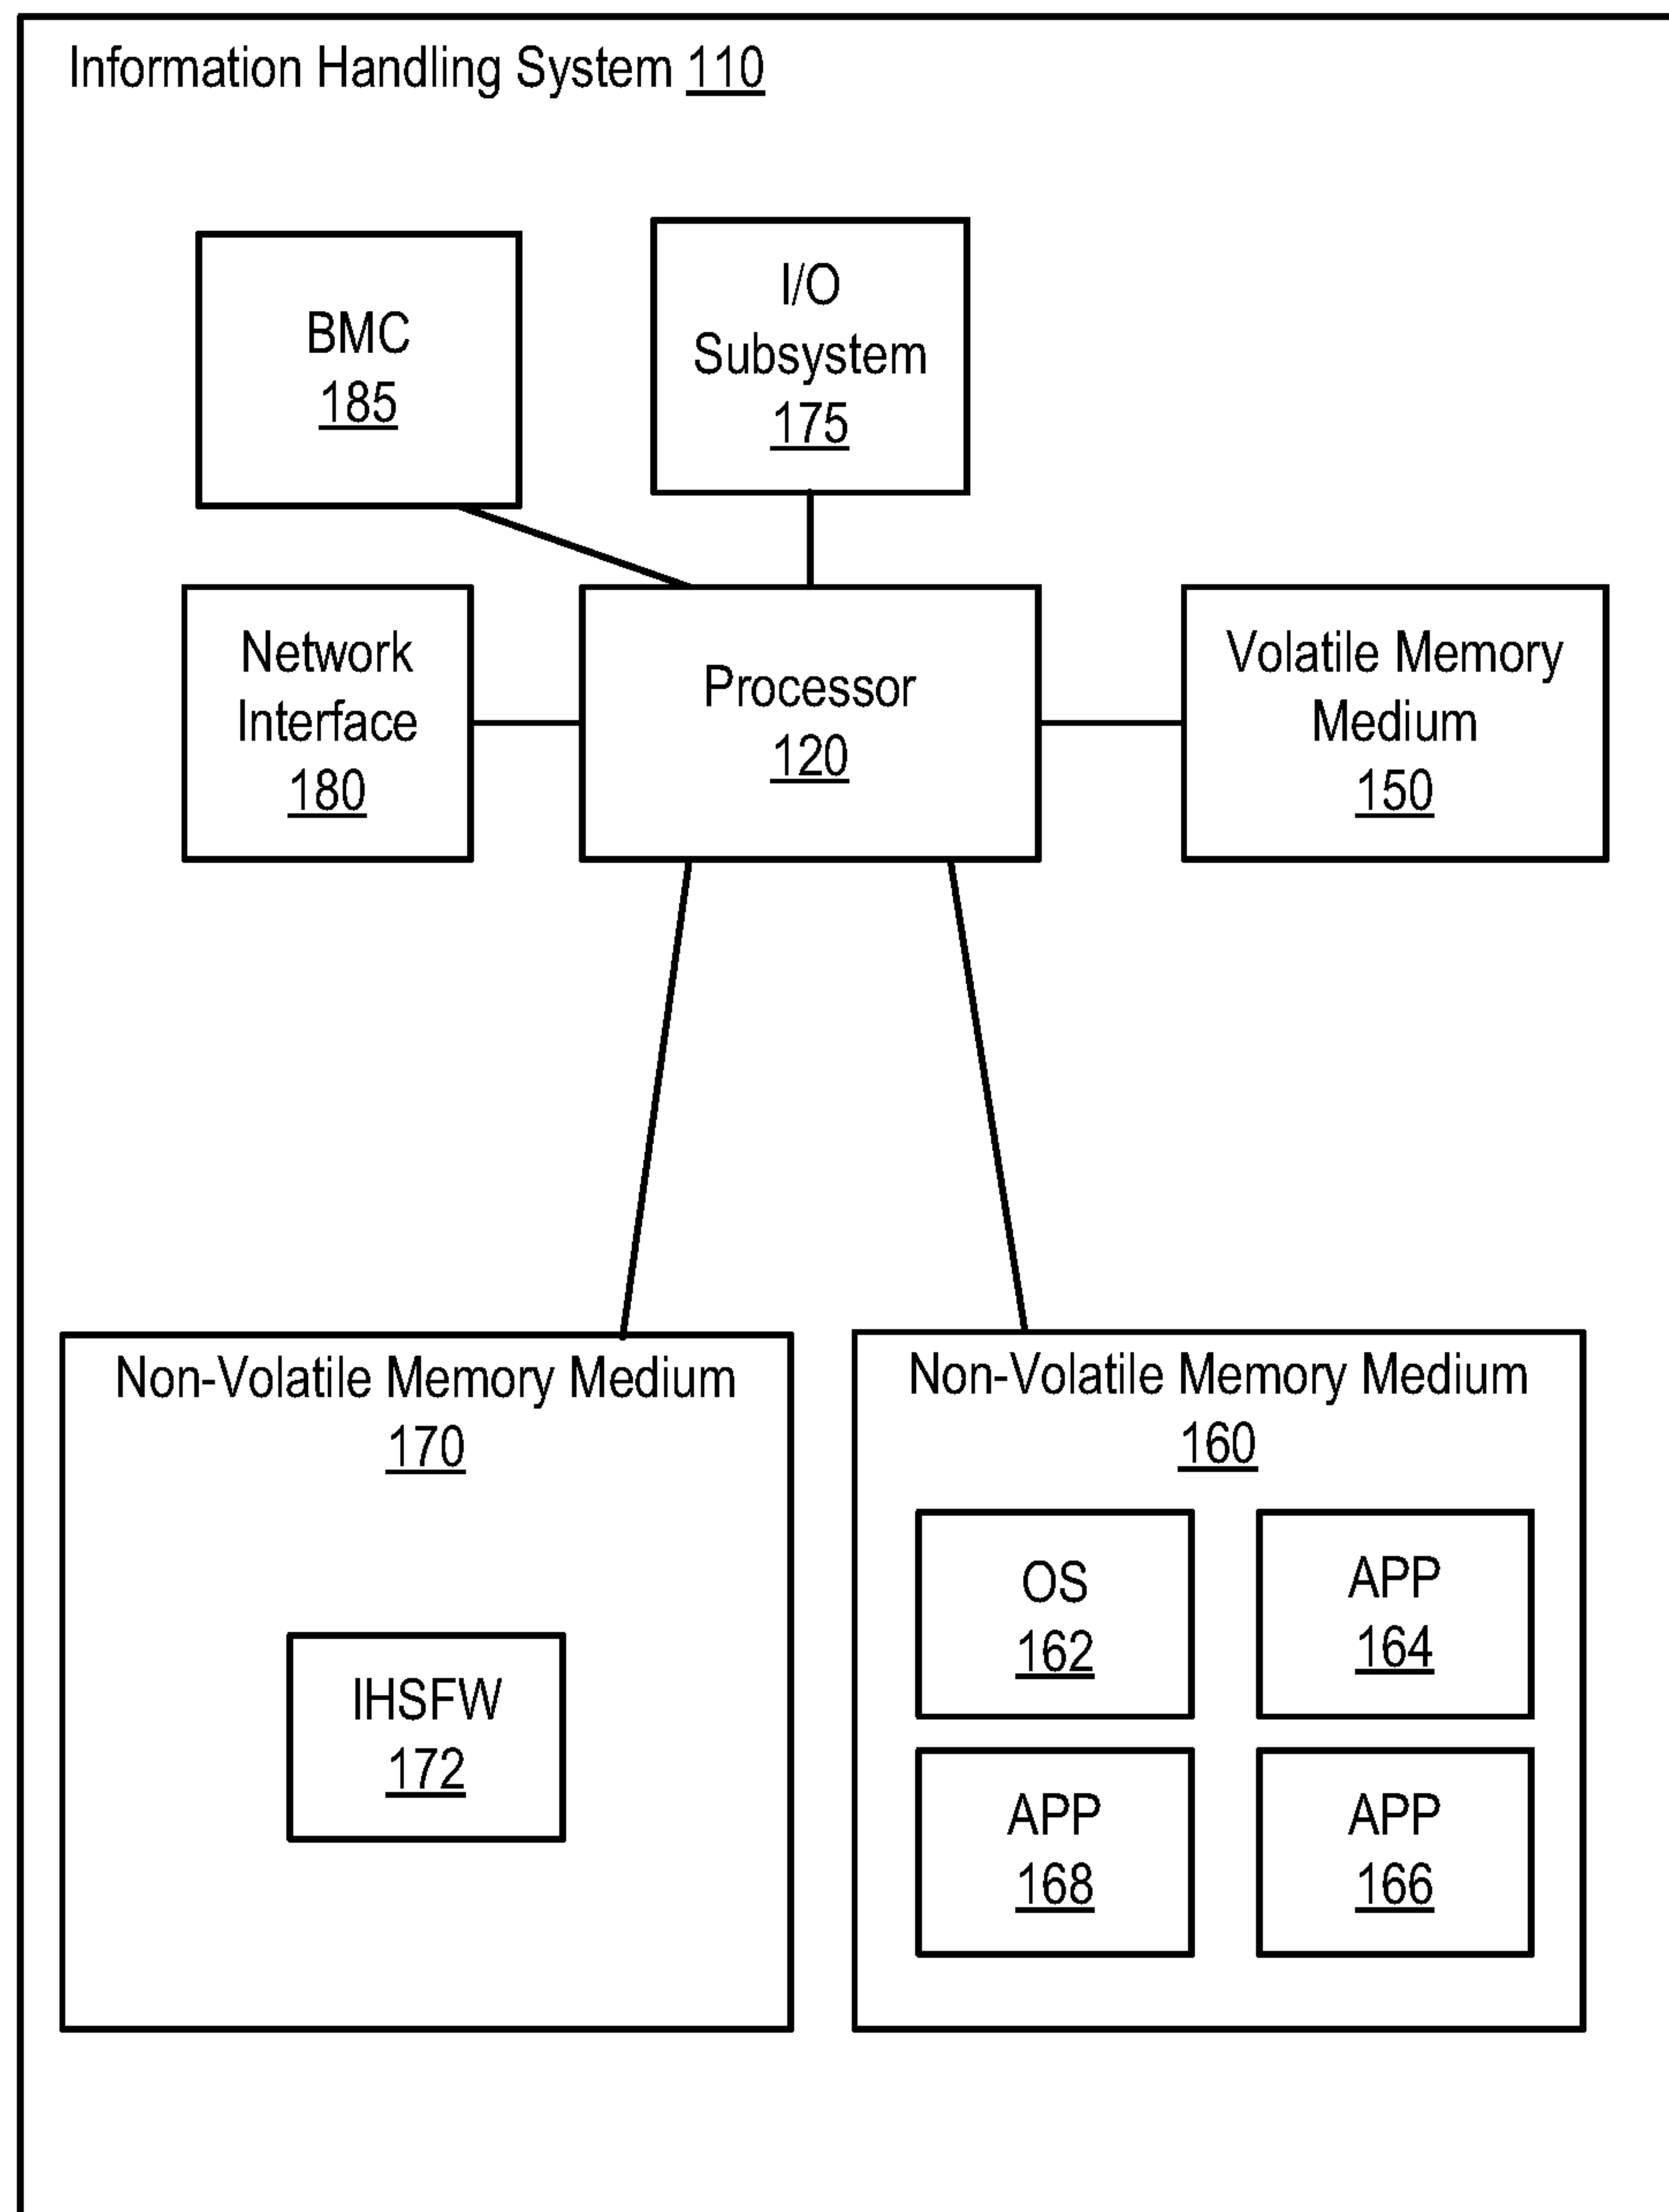 Information Handling System 110
BMC
185
I/O
Subsystem
175
Network
Interface
180
Processor
120
Volatile Memory
Medium
150
Non-Volatile Memory Medium
170
IHSFW
172
Non-Volatile Memory Medium
160
OS
162
APP
164
APP
168
APP
166